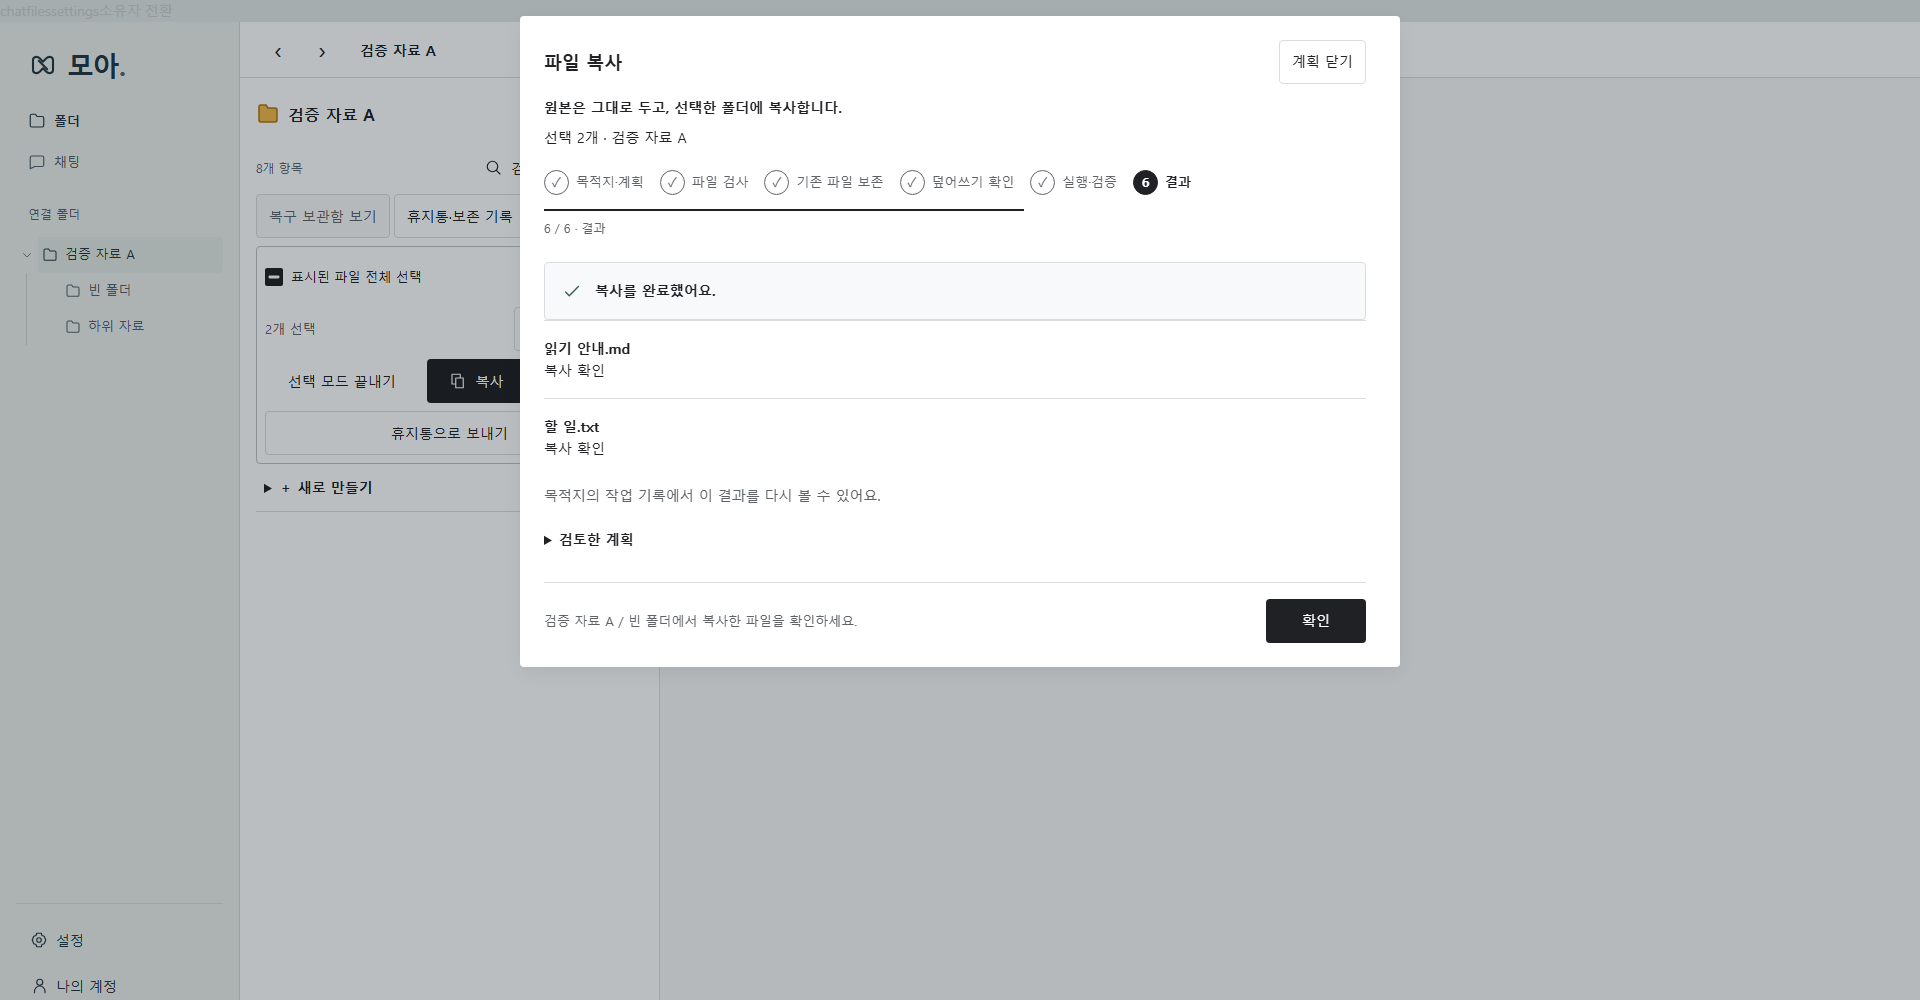 chatfilessettings소유자 전환
모아.
폴더
채팅
연결 폴더
검증 자료 A
빈 폴더
하위 자료
설정
나의 계정
검증 자료 A
검증 자료 A
8개 항목
복구 보관함 보기
휴지통·보존 기록
표시된 파일 전체 선택
2개 선택
선택 모드 끝내기
복사
휴지통으로 보내기
+ 새로 만들기
파일 복사
계획 닫기
원본은 그대로 두고, 선택한 폴더에 복사합니다.
선택 2개 · 검증 자료 A
목적지·계획
파일 검사
기존 파일 보존
덮어쓰기 확인
실행·검증
6 결과
6 / 6 · 결과
복사를 완료했어요.
읽기 안내.md
복사 확인
할 일.txt
복사 확인
목적지의 작업 기록에서 이 결과를 다시 볼 수 있어요.
검토한 계획
검증 자료 A / 빈 폴더에서 복사한 파일을 확인하세요.
확인